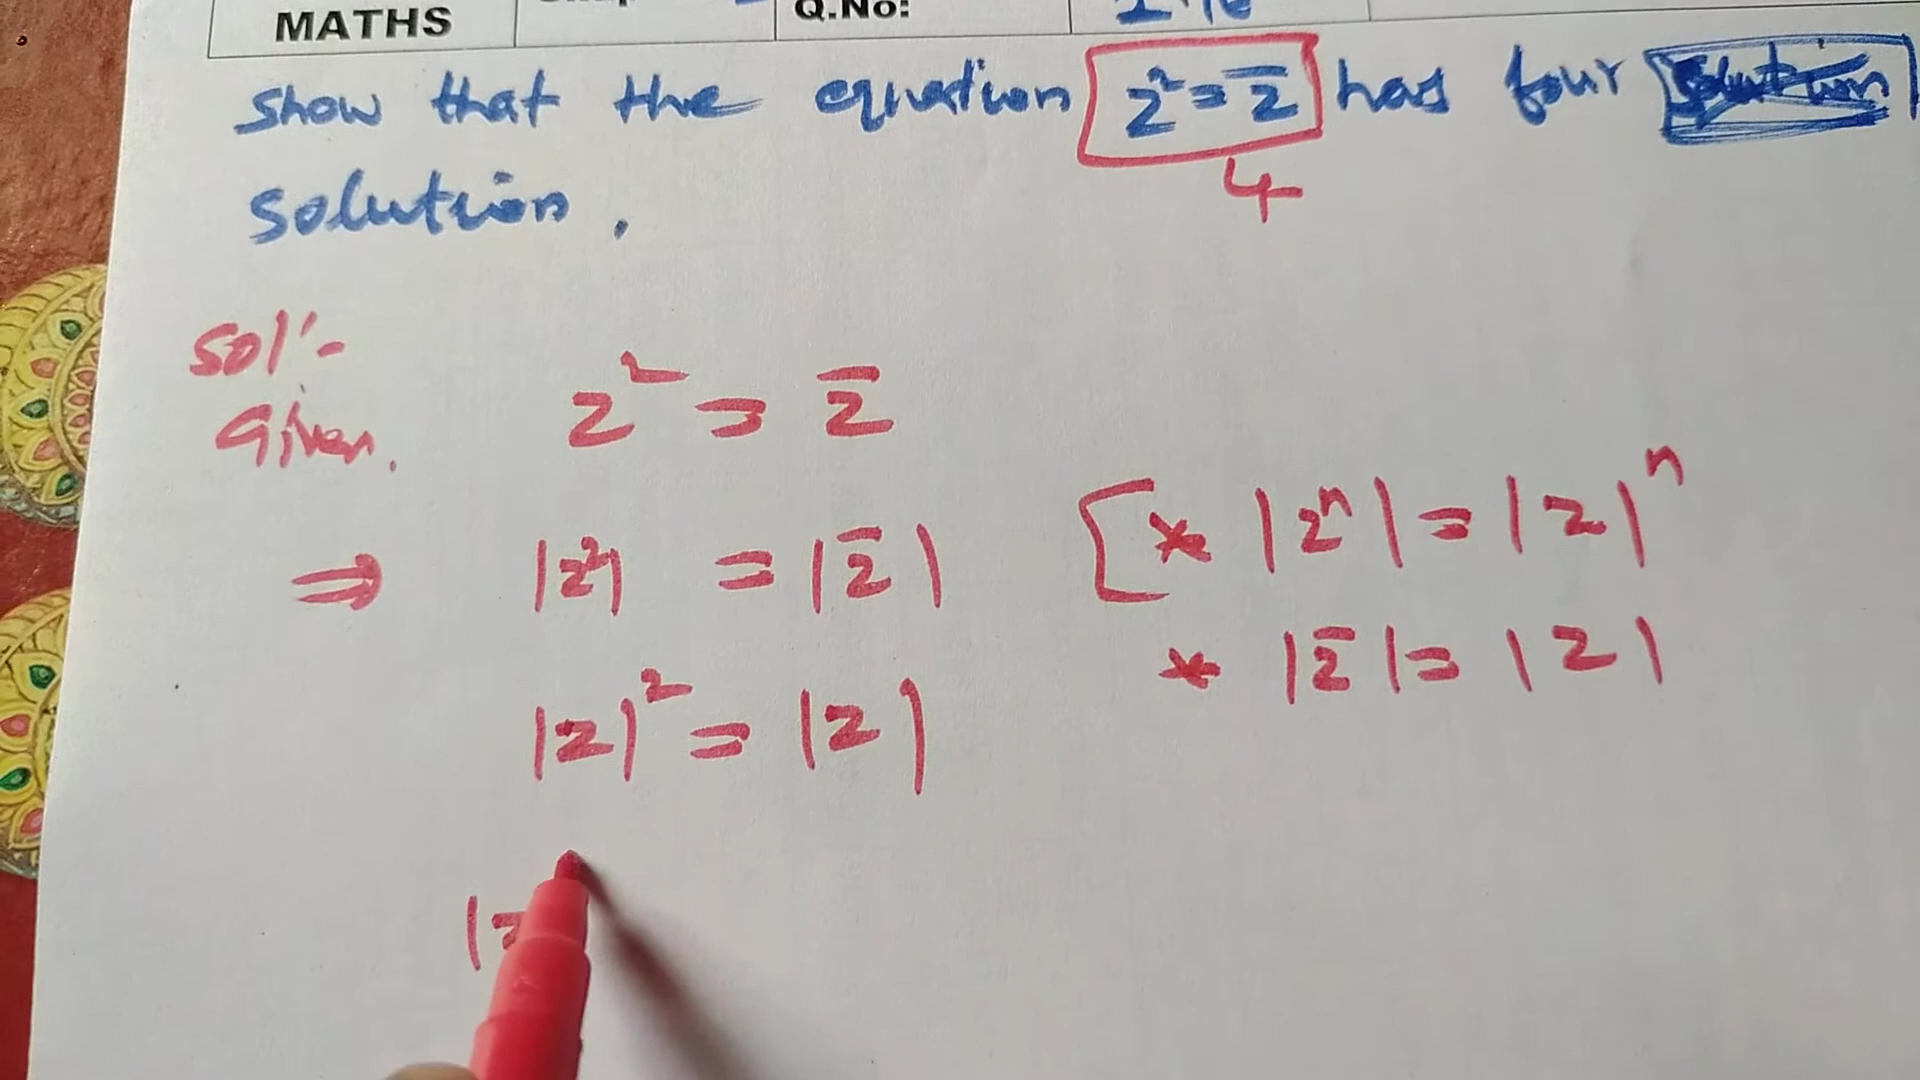 MATHS Q.No:
show that the equation z² = z̅ has four
4
solution.
Sol:-
Given. z² = z̅
⇒ |z²| = |z̅| [* |zⁿ| = |z|ⁿ
|z|² = |z| * |z̅| = |z|
|z